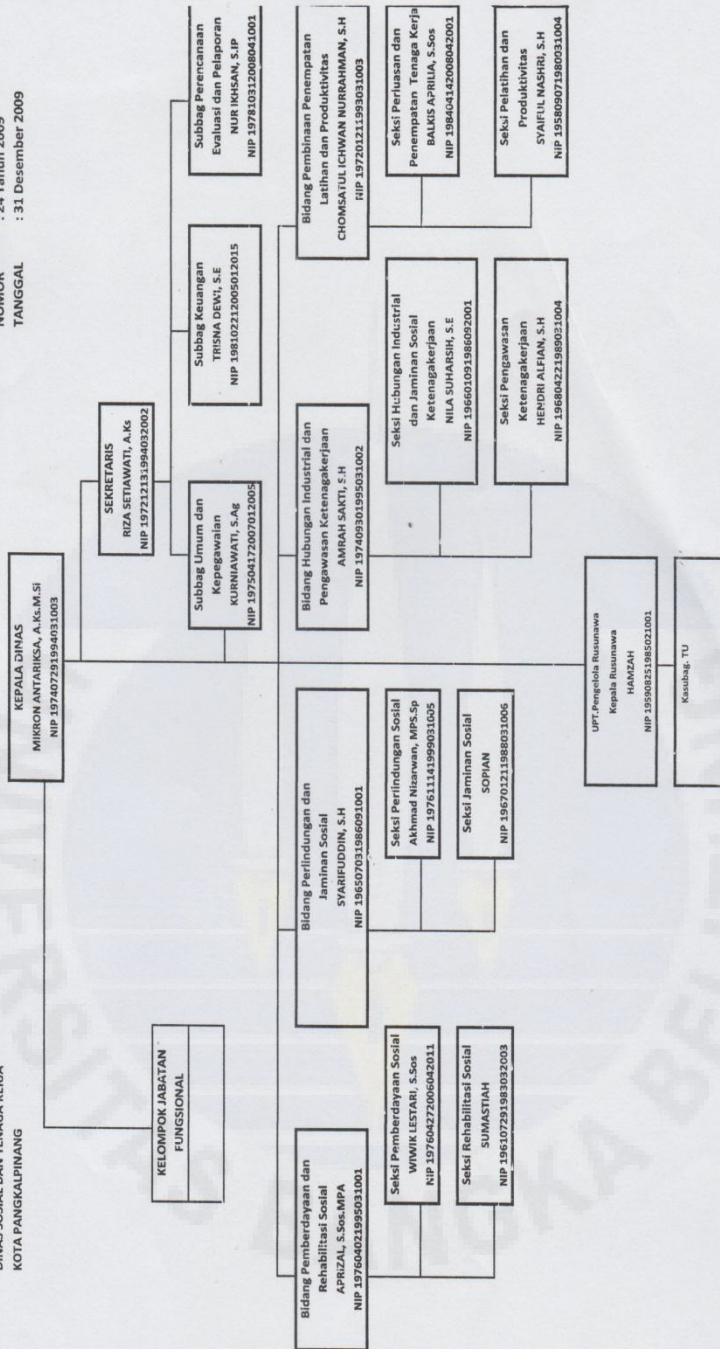 DINAS SOSIAL DAN TENAGA KERJA
KOTA PANGKALPINANG
NOMOR : 24 Tahun 2009
TANGGAL : 31 Desember 2009
KEPALA DINAS
MIKRON ANTARIKSA, A.Ks.M.Si
NIP 197407291994031003
KELOMPOK JABATAN
FUNGSIONAL
SEKRETARIS
RIZA SETIAWATI, A.Ks
NIP 197212131994032002
Subbag Umum dan
Kepegawaian
KURNIAWATI, S.Ag
NIP 197504172007012005
Subbag Keuangan
TRISNA DEWI, S.E
NIP 198102212005012015
Subbag Perencanaan
Evaluasi dan Pelaporan
NUR IKHSAN, S.IP
NIP 197810312008041001
Bidang Pemberdayaan dan
Rehabilitasi Sosial
APRIZAL, S.Sos.MPA
NIP 197604021995031001
Bidang Perlindungan dan
Jaminan Sosial
SYARIFUDDIN, S.H
NIP 196507031986091001
Bidang Hubungan Industrial dan
Pengawasan Ketenagakerjaan
AMRAH SAKTI, S.H
NIP 197409301995031002
Bidang Pembinaan Penempatan
Latihan dan Produktivitas
CHOMSATUL ICHWAN NURRAHMAN, S.H
NIP 197201211993031003
Seksi Pemberdayaan Sosial
WIWIK LESTARI, S.Sos
NIP 197604272006042011
Seksi Perlindungan Sosial
Akhmad Nizarwan, MPS.Sp
NIP 197611141999031005
Seksi Hubungan Industrial
dan Jaminan Sosial
Ketenagakerjaan
NILA SUHARSIH, S.E
NIP 196601091986092001
Seksi Perluasan dan
Penempatan Tenaga Kerja
BALKIS APRILIA, S.Sos
NIP 198404142008042001
Seksi Rehabilitasi Sosial
SUMASTIAH
NIP 196107291983032003
Seksi Jaminan Sosial
SOPIAN
NIP 196701211988031006
Seksi Pengawasan
Ketenagakerjaan
HENDRI ALFIAN, S.H
NIP 196804221989031004
Seksi Pelatihan dan
Produktivitas
SYAIFUL NASHRI, S.H
NIP 195809071980031004
UPT.Pengelola Rusunawa
Kepala Rusunawa
HAMZAH
NIP 195908251985021001
Kasubag. TU